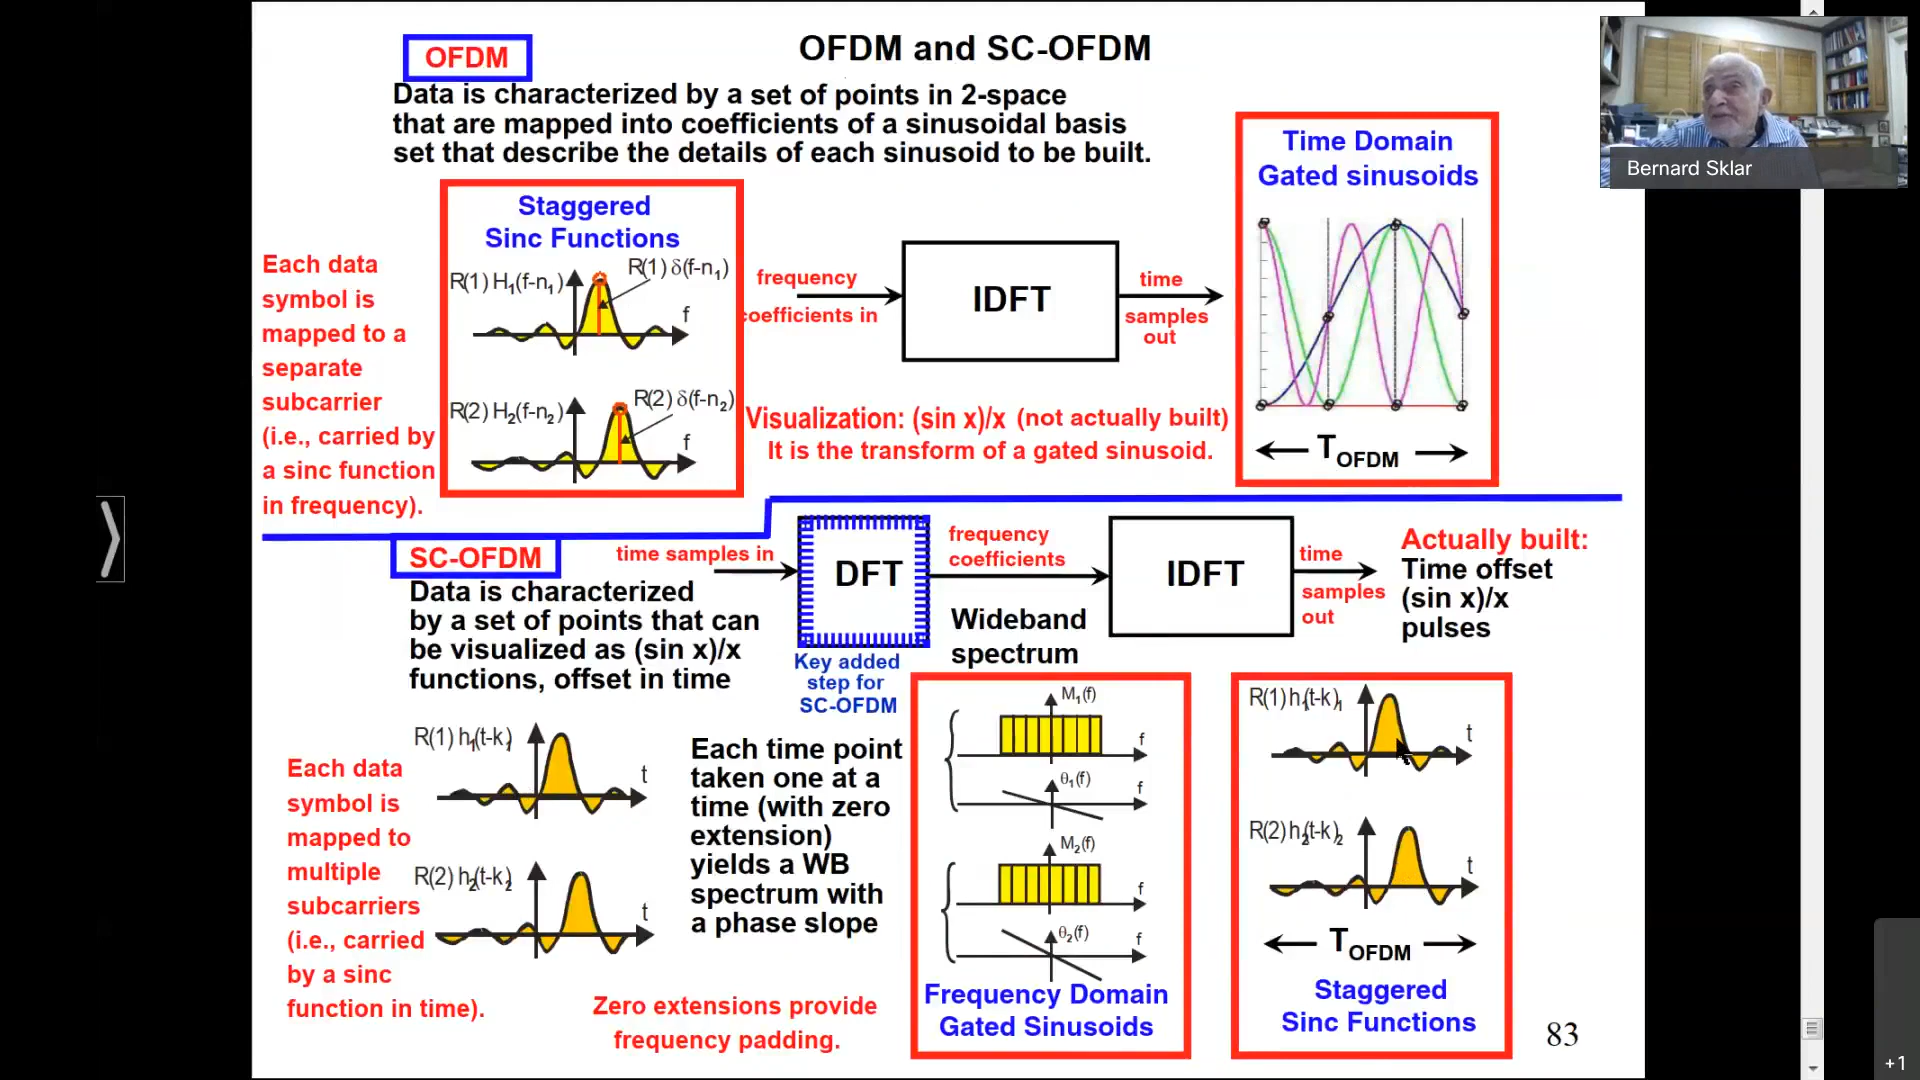 OFDM and SC-OFDM
OFDM
Data is characterized by a set of points in 2-space
that are mapped into coefficients of a sinusoidal basis
set that describe the details of each sinusoid to be built.
Bernard Sklar
Each data
symbol is
mapped to a
separate
subcarrier
(i.e., carried by
a sinc function
in frequency).
Staggered
Sinc Functions
R(1) H1(f-n1)
R(1) δ(f-n1)
f
R(2) H2(f-n2)
R(2) δ(f-n2)
f
frequency
coefficients in
IDFT
time
samples
out
Visualization: (sin x)/x (not actually built)
It is the transform of a gated sinusoid.
Time Domain
Gated sinusoids
TOFDM
SC-OFDM
Data is characterized
by a set of points that can
be visualized as (sin x)/x
functions, offset in time
time samples in
DFT
Key added
step for
SC-OFDM
frequency
coefficients
Wideband
spectrum
IDFT
time
samples
out
Actually built:
Time offset
(sin x)/x
pulses
Each data
symbol is
mapped to
multiple
subcarriers
(i.e., carried
by a sinc
function in time).
R(1) h1(t-k1)
t
R(2) h2(t-k2)
t
Each time point
taken one at a
time (with zero
extension)
yields a WB
spectrum with
a phase slope
Zero extensions provide
frequency padding.
M1(f)
f
θ1(f)
f
M2(f)
f
θ2(f)
f
Frequency Domain
Gated Sinusoids
R(1) h1(t-k)1
t
R(2) h2(t-k)2
t
TOFDM
Staggered
Sinc Functions
83
+1